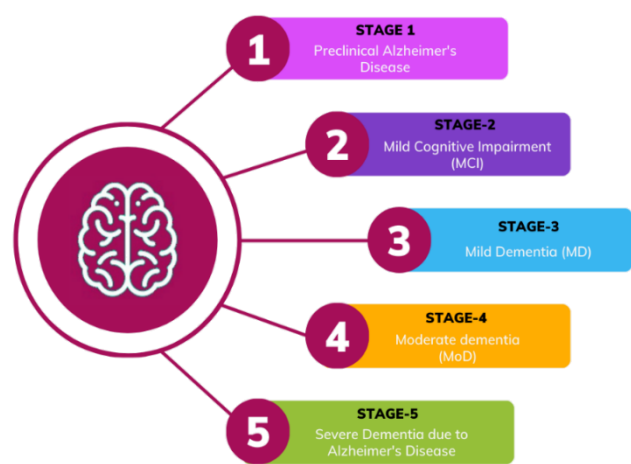 1
STAGE 1
Preclinical Alzheimer's
Disease
2
STAGE-2
Mild Cognitive Impairment
(MCI)
3
STAGE-3
Mild Dementia (MD)
4
STAGE-4
Moderate dementia
(MoD)
5
STAGE-5
Severe Dementia due to
Alzheimer's Disease